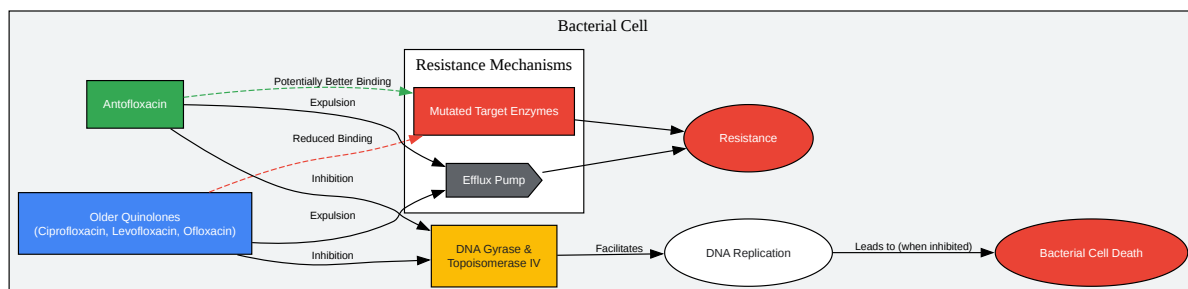 Bacterial Cell
Resistance Mechanisms
Antofloxacin
Potentially Better Binding
Expulsion
Mutated Target Enzymes
Reduced Binding
Resistance
Efflux Pump
Inhibition
Older Quinolones
(Ciprofloxacin, Levofloxacin, Ofloxacin)
Expulsion
Inhibition
DNA Gyrase &
Topoisomerase IV
Facilitates
DNA Replication
Leads to (when inhibited)
Bacterial Cell Death